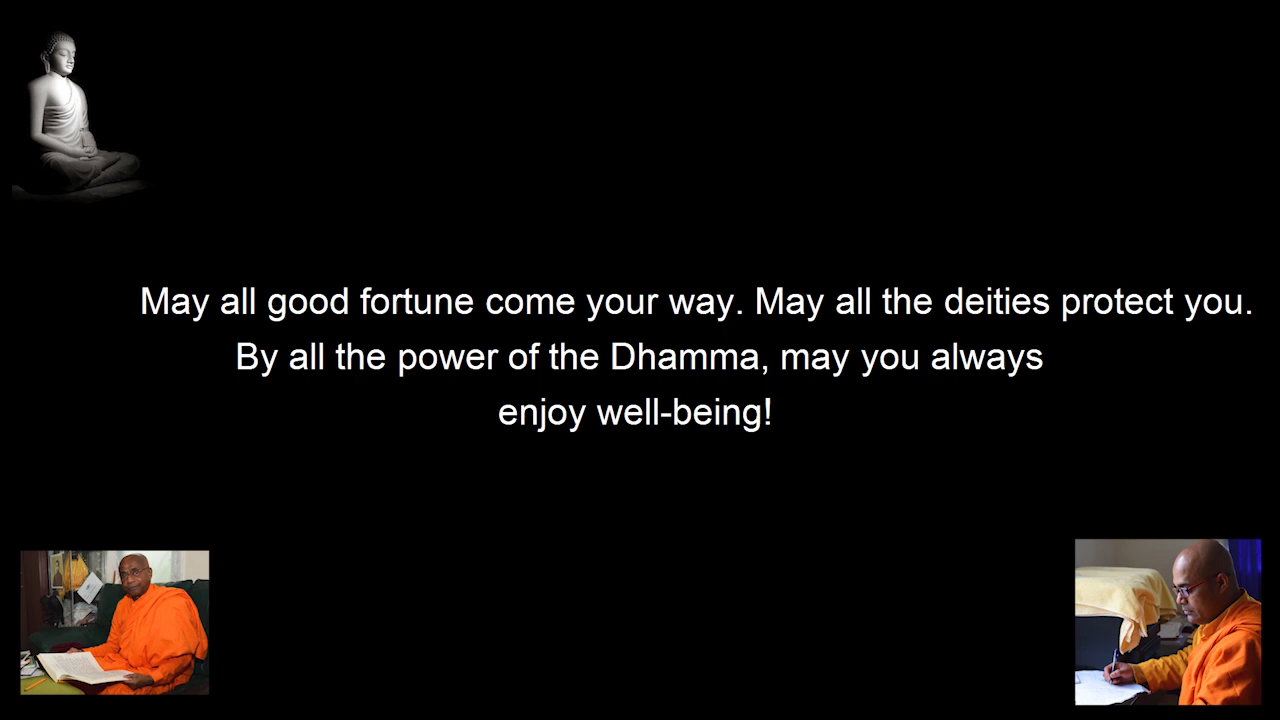 May all good fortune come your way. May all the deities protect you.
By all the power of the Dhamma, may you always
enjoy well-being!